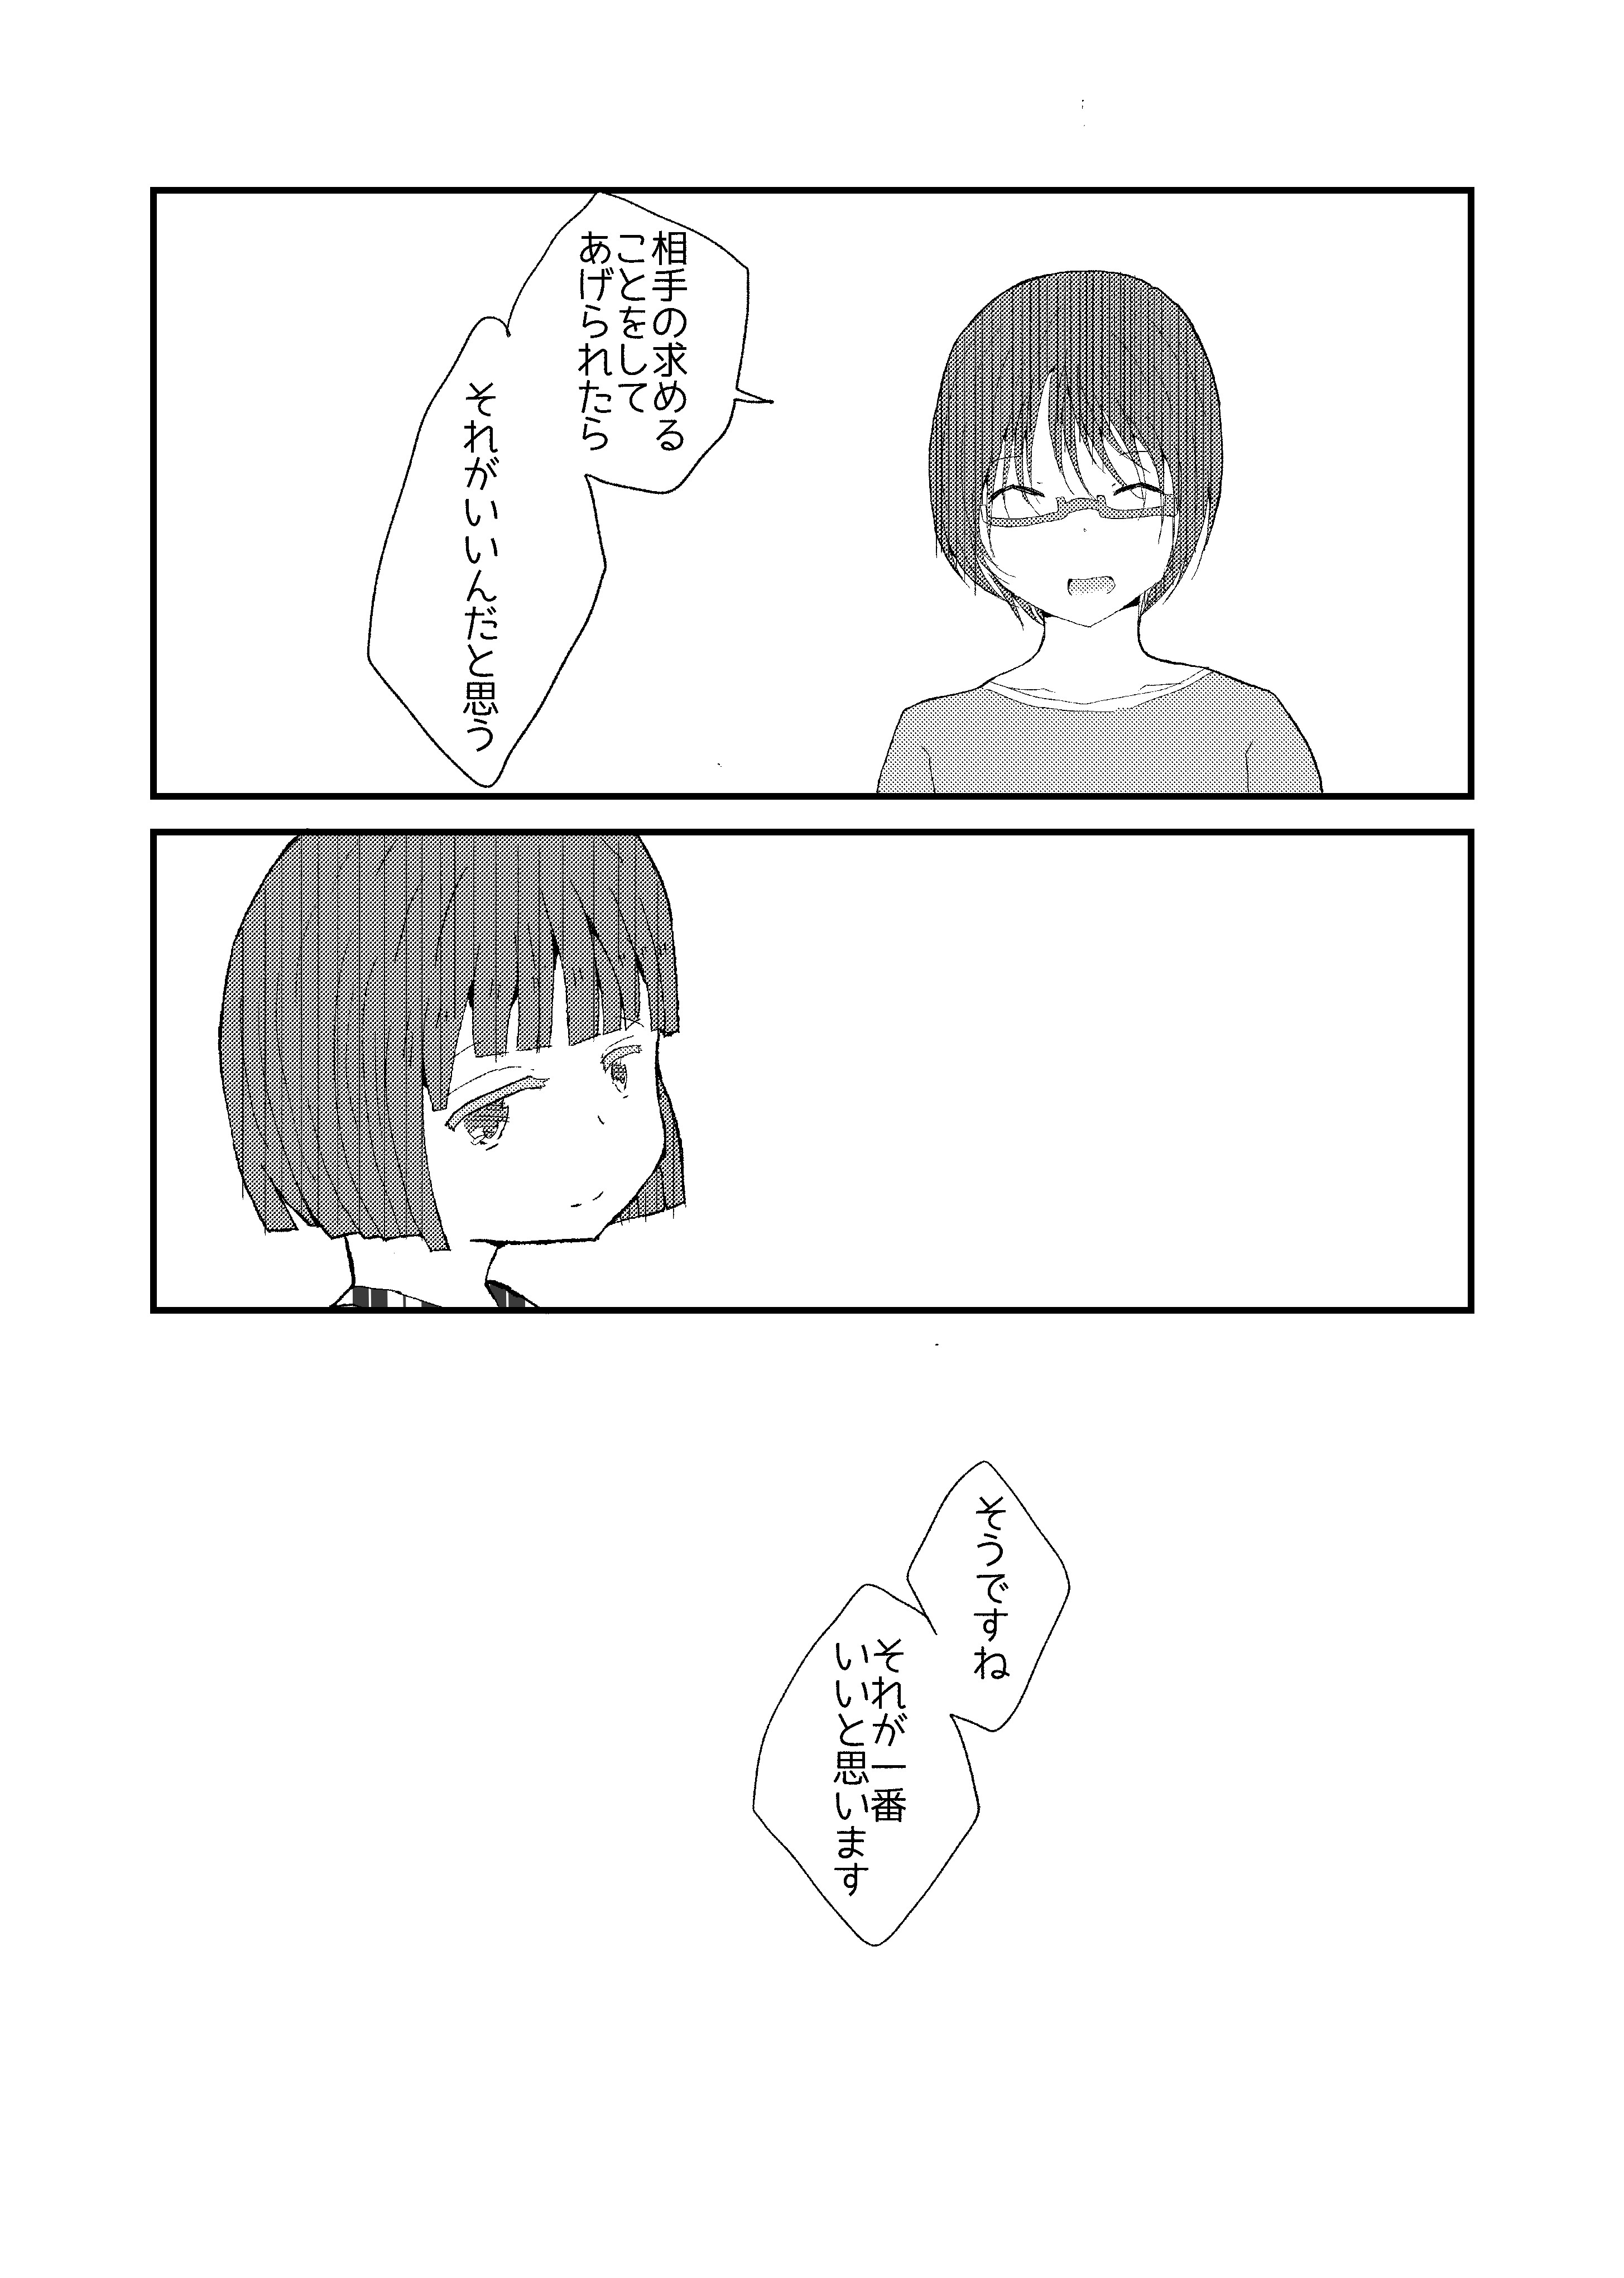 相手の求める
ことをして
あげられたら
それがいいんだと思う
そうですね
それが一番
いいと思います